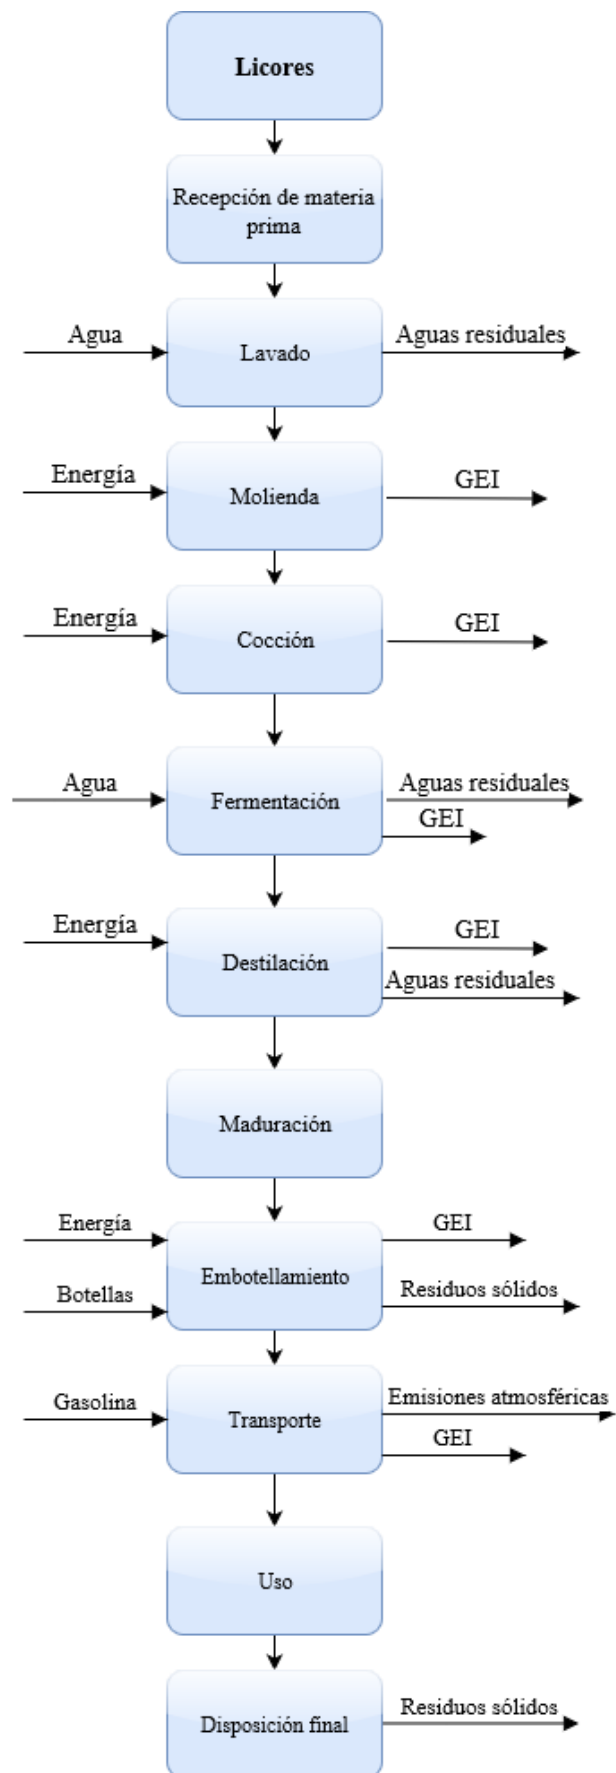 Licores
Recepción de materia
prima
Agua
Lavado
Aguas residuales
Energía
Molienda
GEI
Energía
Cocción
GEI
Agua
Fermentación
Aguas residuales
GEI
Energía
Destilación
GEI
Aguas residuales
Maduración
Energía
Botellas
Embotellamiento
GEI
Residuos sólidos
Gasolina
Transporte
Emisiones atmosféricas
GEI
Uso
Disposición final
Residuos sólidos